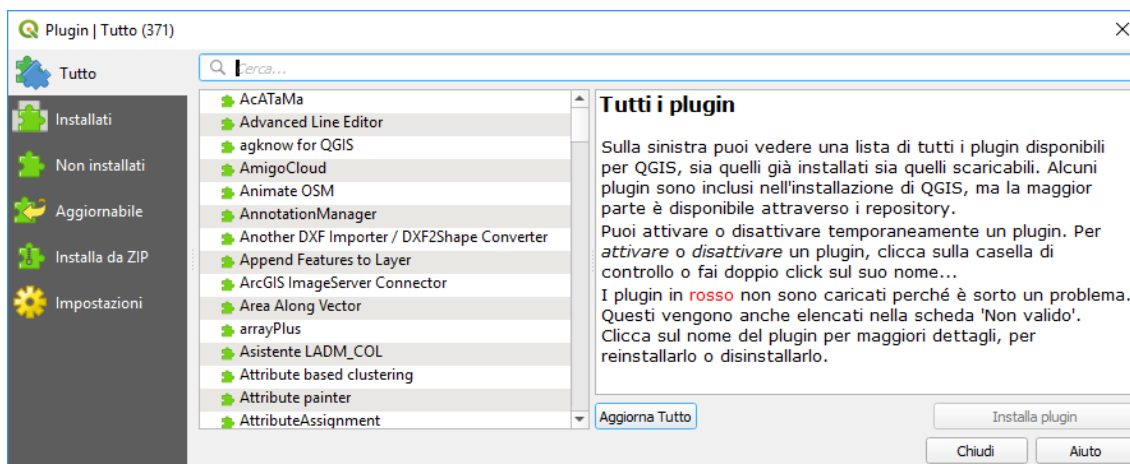 Plugin | Tutto (371)
Tutto
Installati
Non installati
Aggiornabile
Installa da ZIP
Impostazioni
Cerca...
AcATaMa
Advanced Line Editor
agknow for QGIS
AmigoCloud
Animate OSM
AnnotationManager
Another DXF Importer / DXF2Shape Converter
Append Features to Layer
ArcGIS ImageServer Connector
Area Along Vector
arrayPlus
Asistente LADM_COL
Attribute based clustering
Attribute painter
AttributeAssignment
Tutti i plugin
Sulla sinistra puoi vedere una lista di tutti i plugin disponibili
per QGIS, sia quelli già installati sia quelli scaricabili. Alcuni
plugin sono inclusi nell'installazione di QGIS, ma la maggior
parte è disponibile attraverso i repository.
Puoi attivare o disattivare temporaneamente un plugin. Per
attivare o disattivare un plugin, clicca sulla casella di
controllo o fai doppio click sul suo nome...
I plugin in rosso non sono caricati perché è sorto un problema.
Questi vengono anche elencati nella scheda 'Non valido'.
Clicca sul nome del plugin per maggiori dettagli, per
reinstallarlo o disinstallarlo.
Aggiorna Tutto
Installa plugin
Chiudi
Aiuto